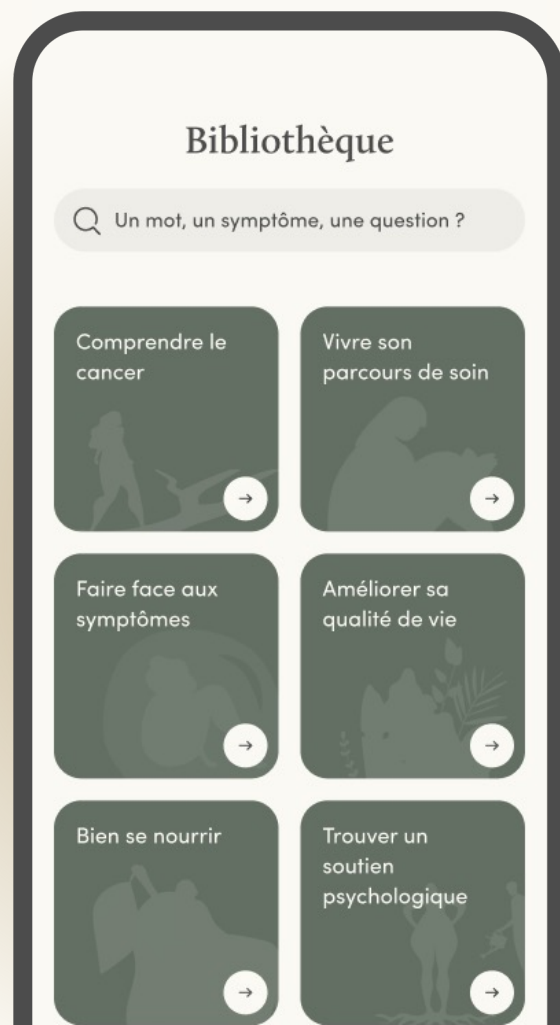 Bibliothèque
Un mot, un symptôme, une question ?
Comprendre le
cancer
Vivre son
parcours de soin
Faire face aux
symptômes
Améliorer sa
qualité de vie
Bien se nourrir
Trouver un
soutien
psychologique